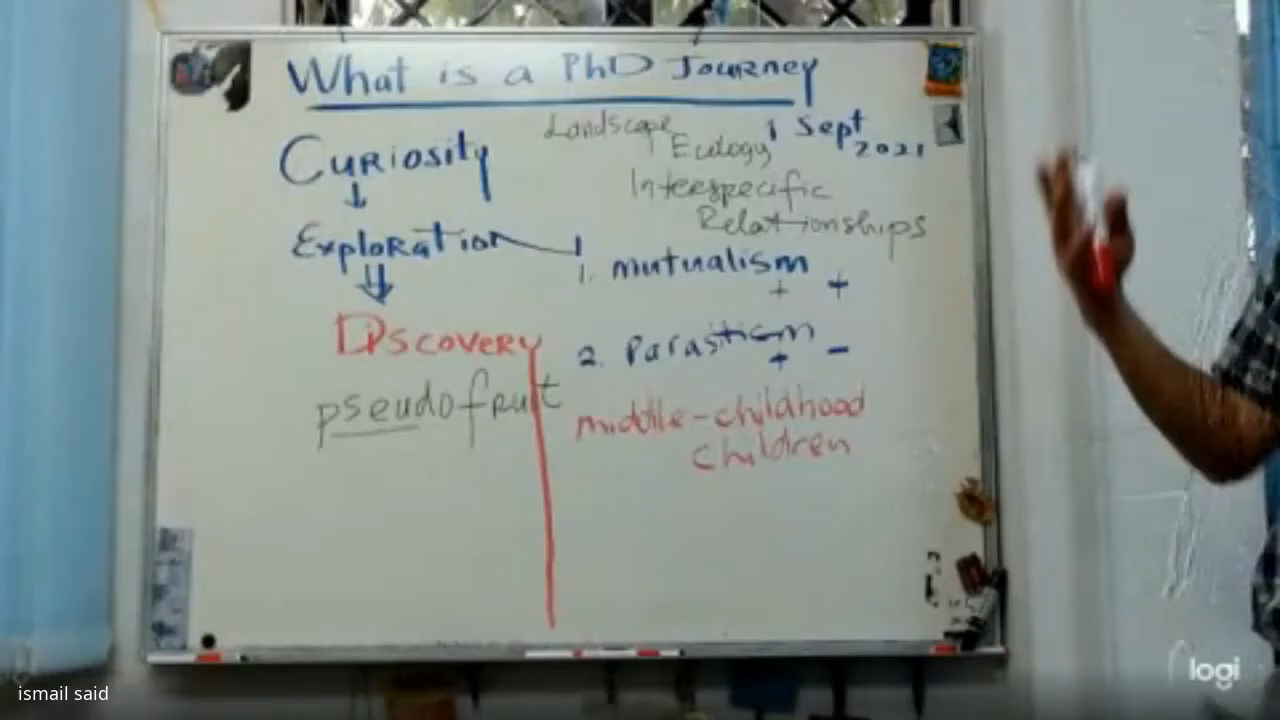 What is a PhD Journey
Landscape
Ecology
1 Sept
2021
Curiosity
Interspecific
Relationships
Exploration
1. mutualism
+ +
Discovery
2. Parasitism
+ -
pseudofruit
middle-childhood
children
logi
ismail said